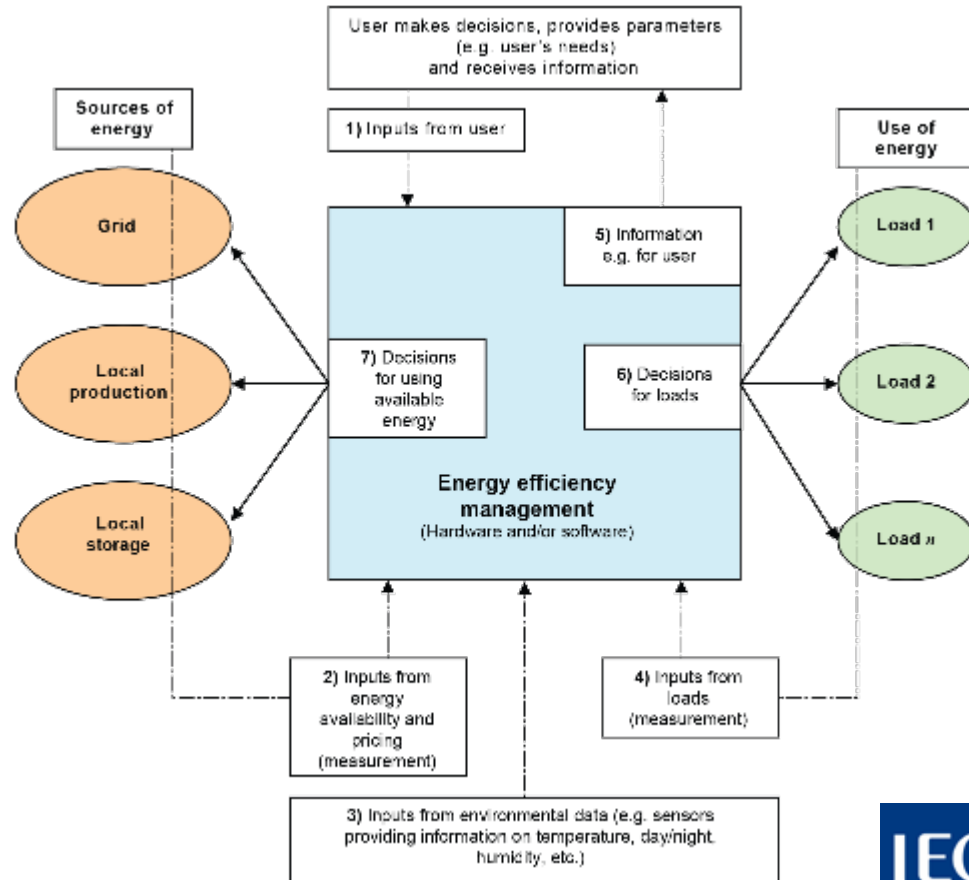 User makes decisions, provides parameters
(e.g. user's needs)
and receives information
Sources of
energy
1) Inputs from user
Use of
energy
Grid
5) Information
e.g. for user
Load 1
Local
production
7) Decisions
for using
available
energy
6) Decisions
for loads
Load 2
Energy efficiency
management
(Hardware and/or software)
Local
storage
Load n
2) Inputs from
energy
availability and
pricing
(measurement)
4) Inputs from
loads
(measurement)
3) Inputs from environmental data (e.g. sensors
providing information on temperature, day/night,
humidity, etc.)